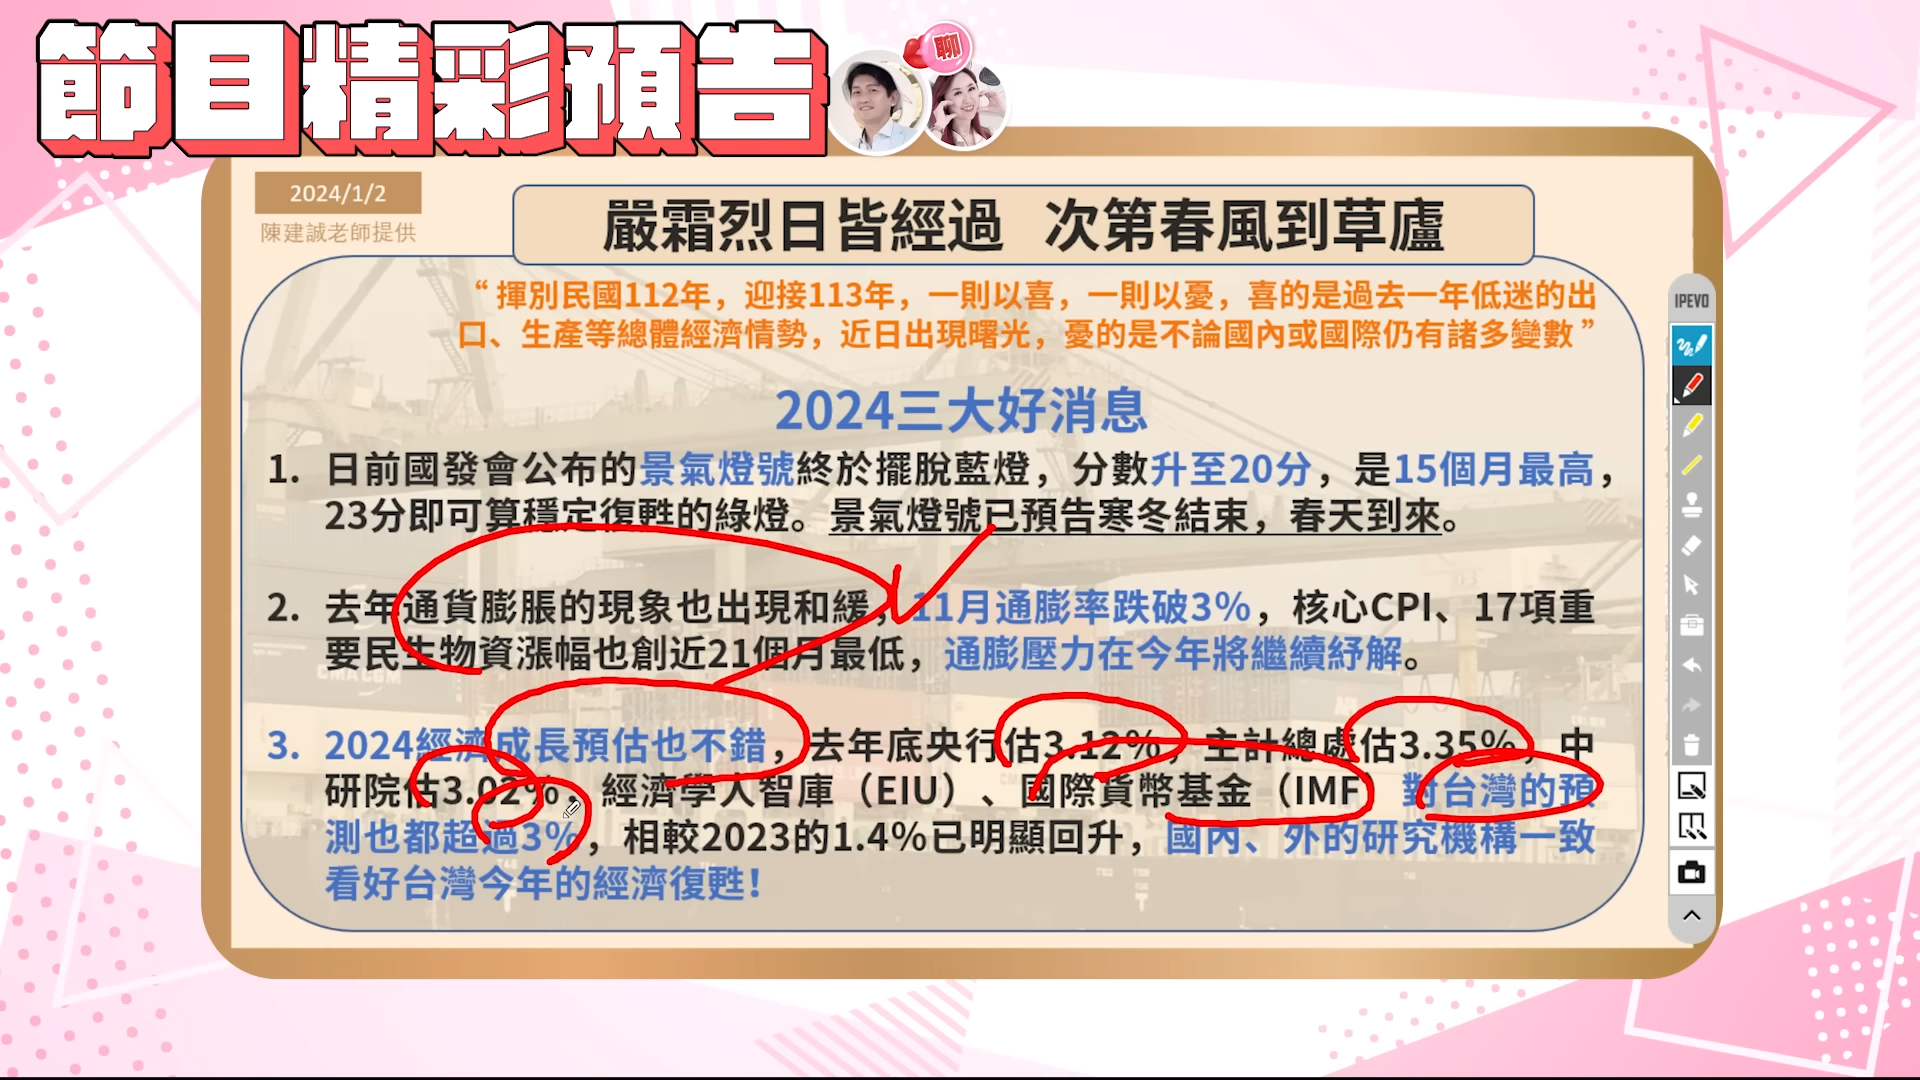 節目精彩預告
聊
2024/1/2
陳建誠老師提供
嚴霜烈日皆經過 次第春風到草廬
“揮別民國112年，迎接113年，一則以喜，一則以憂，喜的是過去一年低迷的出
口、生產等總體經濟情勢，近日出現曙光，憂的是不論國內或國際仍有諸多變數”
IPEVO
2024三大好消息
1. 日前國發會公布的景氣燈號終於擺脫藍燈，分數升至20分，是15個月最高，
23分即可算穩定復甦的綠燈。景氣燈號已預告寒冬結束，春天到來。
2. 去年通貨膨脹的現象也出現和緩，11月通膨率跌破3%，核心CPI、17項重
要民生物資漲幅也創近21個月最低，通膨壓力在今年將繼續紓解。
3. 2024經濟成長預估也不錯，去年底央行估3.12%，主計總處估3.35%，中
研院估3.02%，經濟學人智庫（EIU）、國際貨幣基金（IMF）對台灣的預
測也都超過3%，相較2023的1.4%已明顯回升，國內、外的研究機構一致
看好台灣今年的經濟復甦！